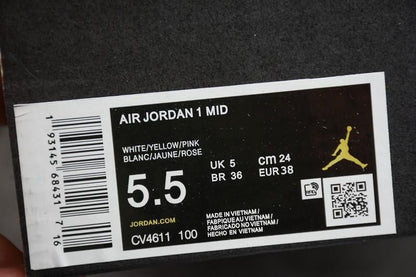 AIR JORDAN 1 MID
WHITE/YELLOW/PINK
BLANC/JAUNE/ROSE
5.5
UK 5
cm 24
BR 36
EUR 38
JORDAN.COM
CV4611 100
MADE IN VIETNAM/
FABRIQUE AU VIETNAM/
FABRICADO NO VIETNAM/
HECHO EN VIETNAM
1 93145 68431 7 16